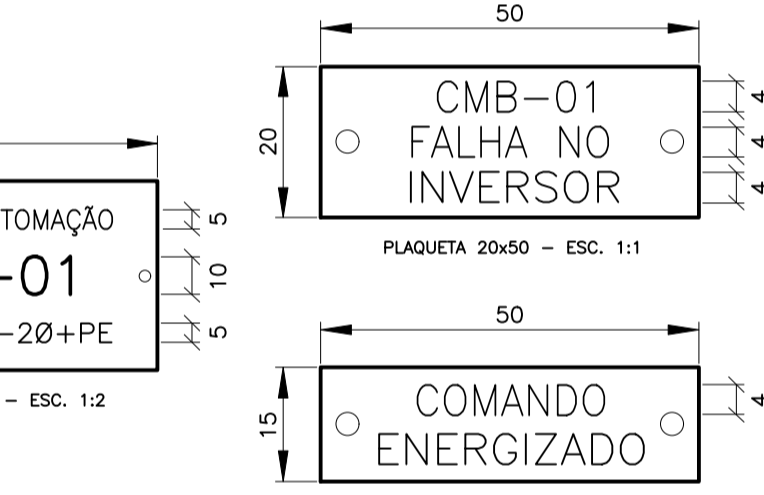 50
20
CMB-01
FALHA NO
INVERSOR
4
4
4
PLAQUETA 20x50 - ESC. 1:1
TOMAÇÃO
-01
-2Ø+PE
5
10
5
- ESC. 1:2
50
15
COMANDO
ENERGIZADO
4